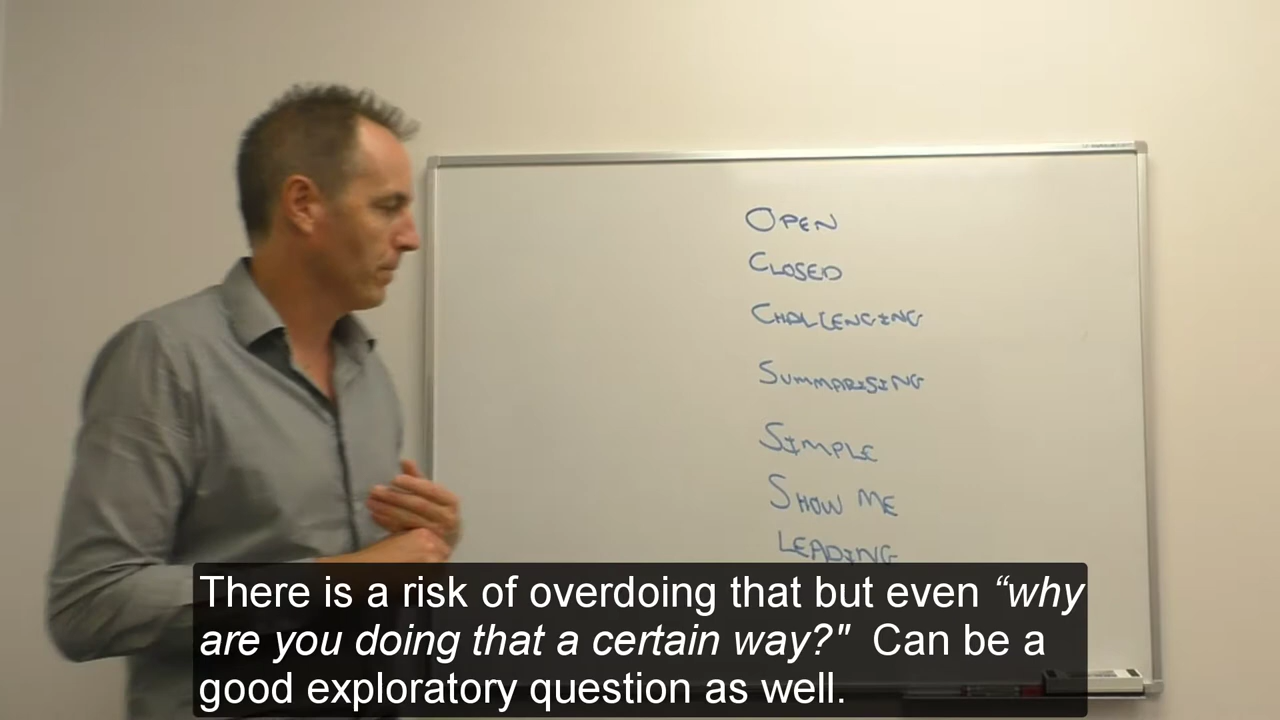 OPEN
CLOSED
CHALLENGING
SUMMARISING
SIMPLE
SHOW ME
LEADING
There is a risk of overdoing that but even “why
are you doing that a certain way?" Can be a
good exploratory question as well.